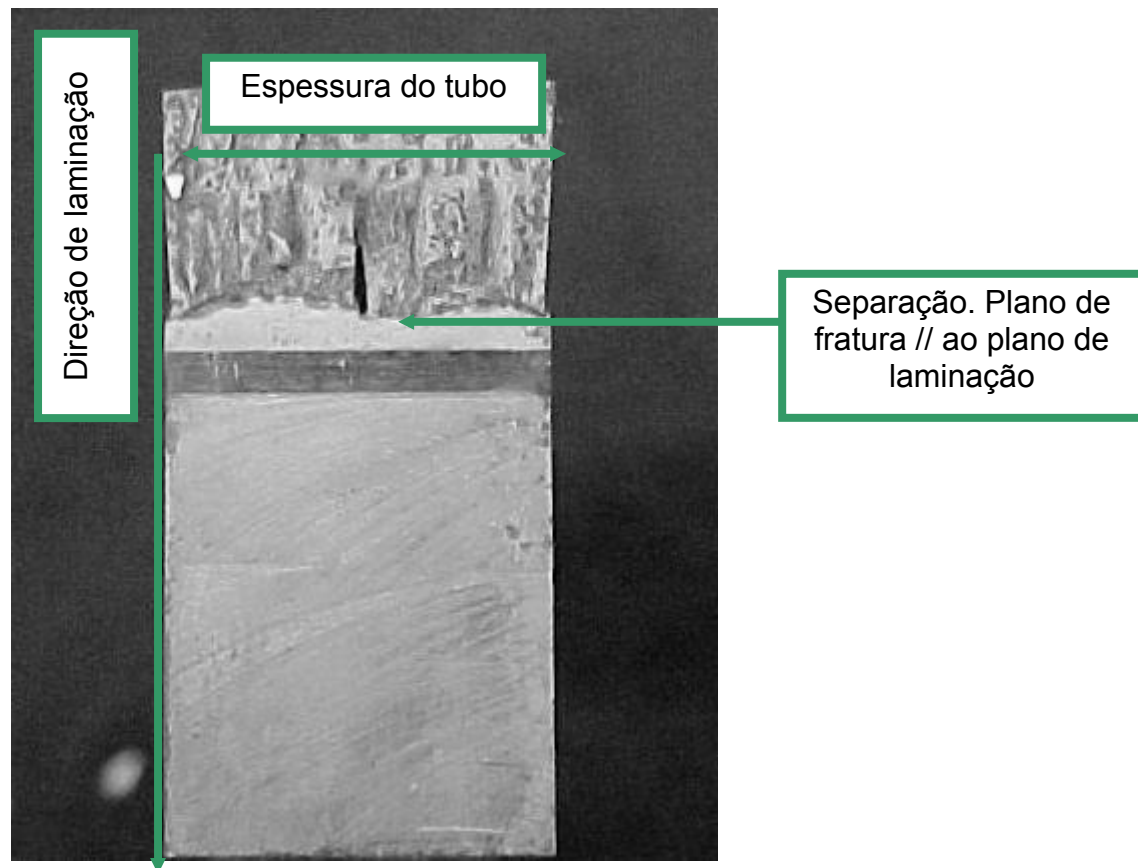 Direção de laminação
Espessura do tubo
Separação. Plano de
fratura // ao plano de
laminação